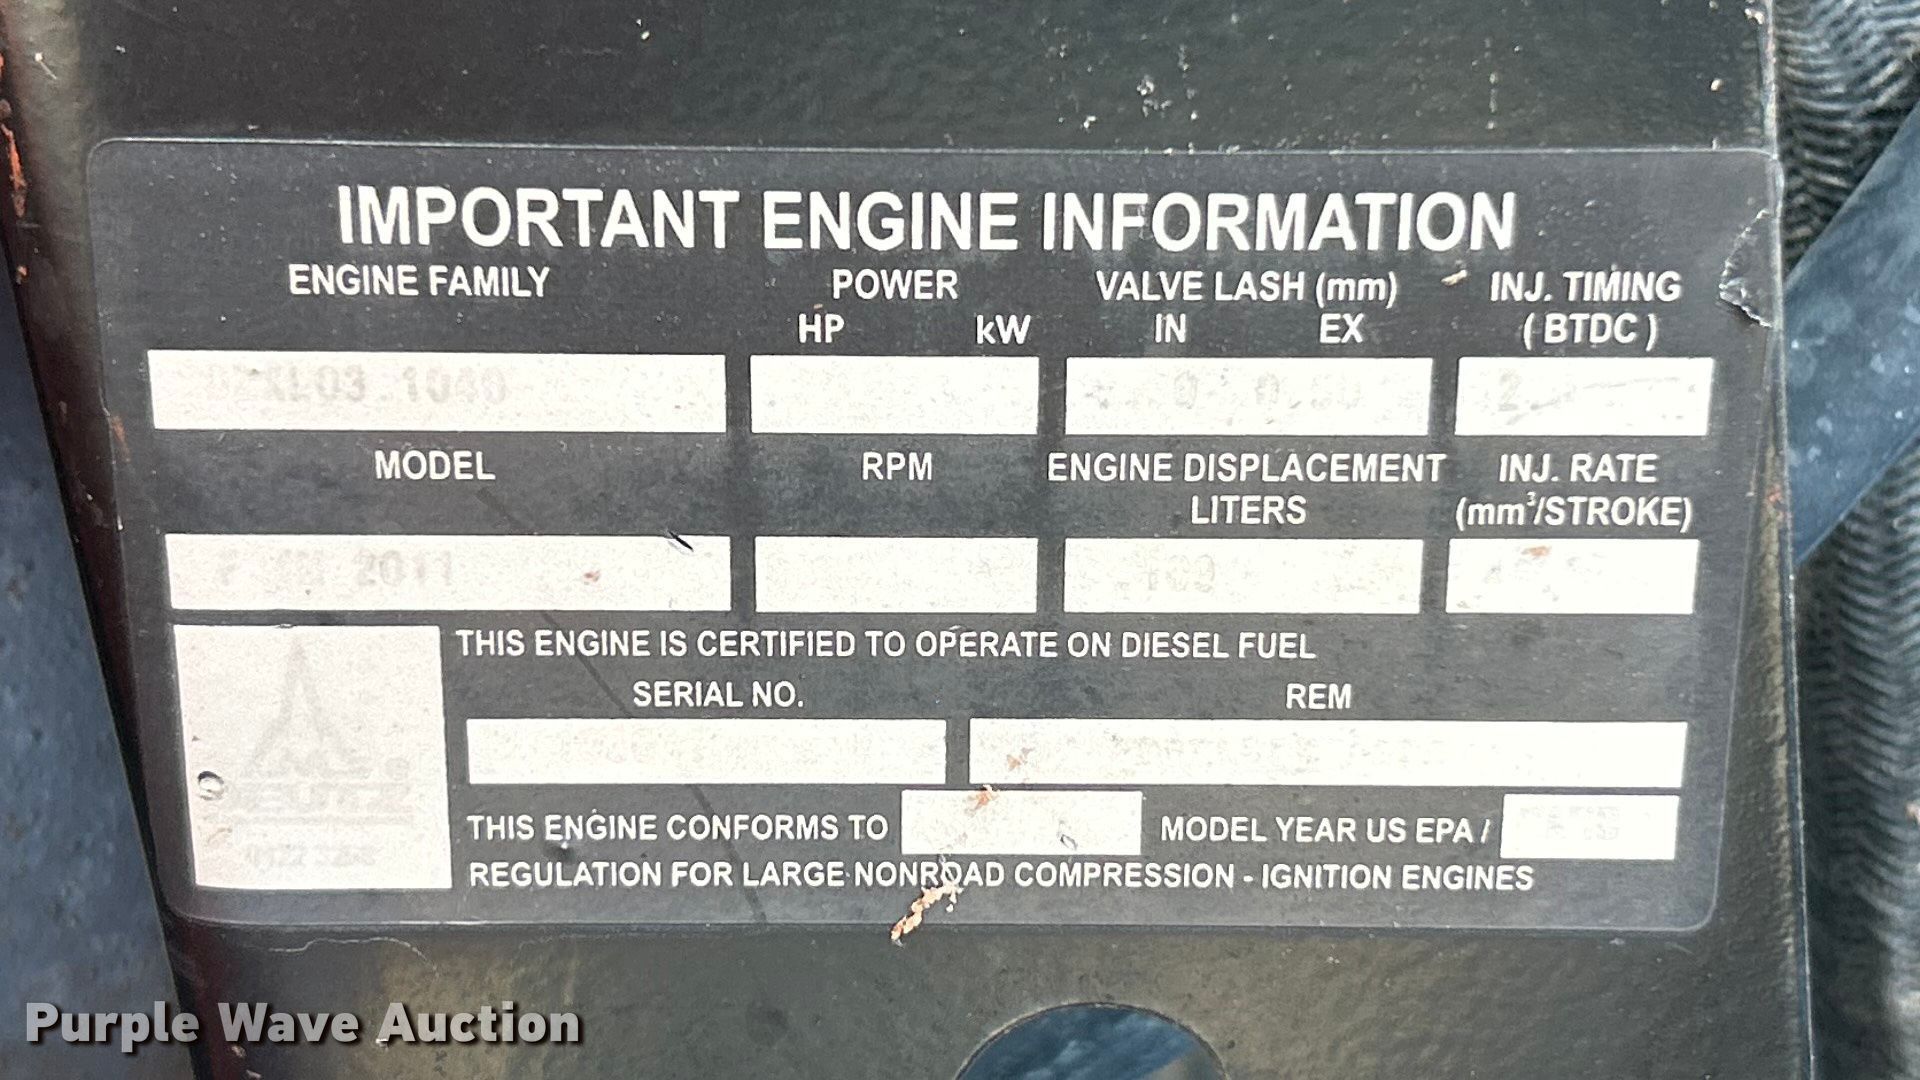 IMPORTANT ENGINE INFORMATION
ENGINE FAMILY POWER VALVE LASH (mm) INJ. TIMING
HP kW IN EX ( BTDC )
MODEL RPM ENGINE DISPLACEMENT INJ. RATE
LITERS (mm³/STROKE)
2011
THIS ENGINE IS CERTIFIED TO OPERATE ON DIESEL FUEL
SERIAL NO. REM
DEUTZ
THIS ENGINE CONFORMS TO MODEL YEAR US EPA /
REGULATION FOR LARGE NONROAD COMPRESSION - IGNITION ENGINES
Purple Wave Auction